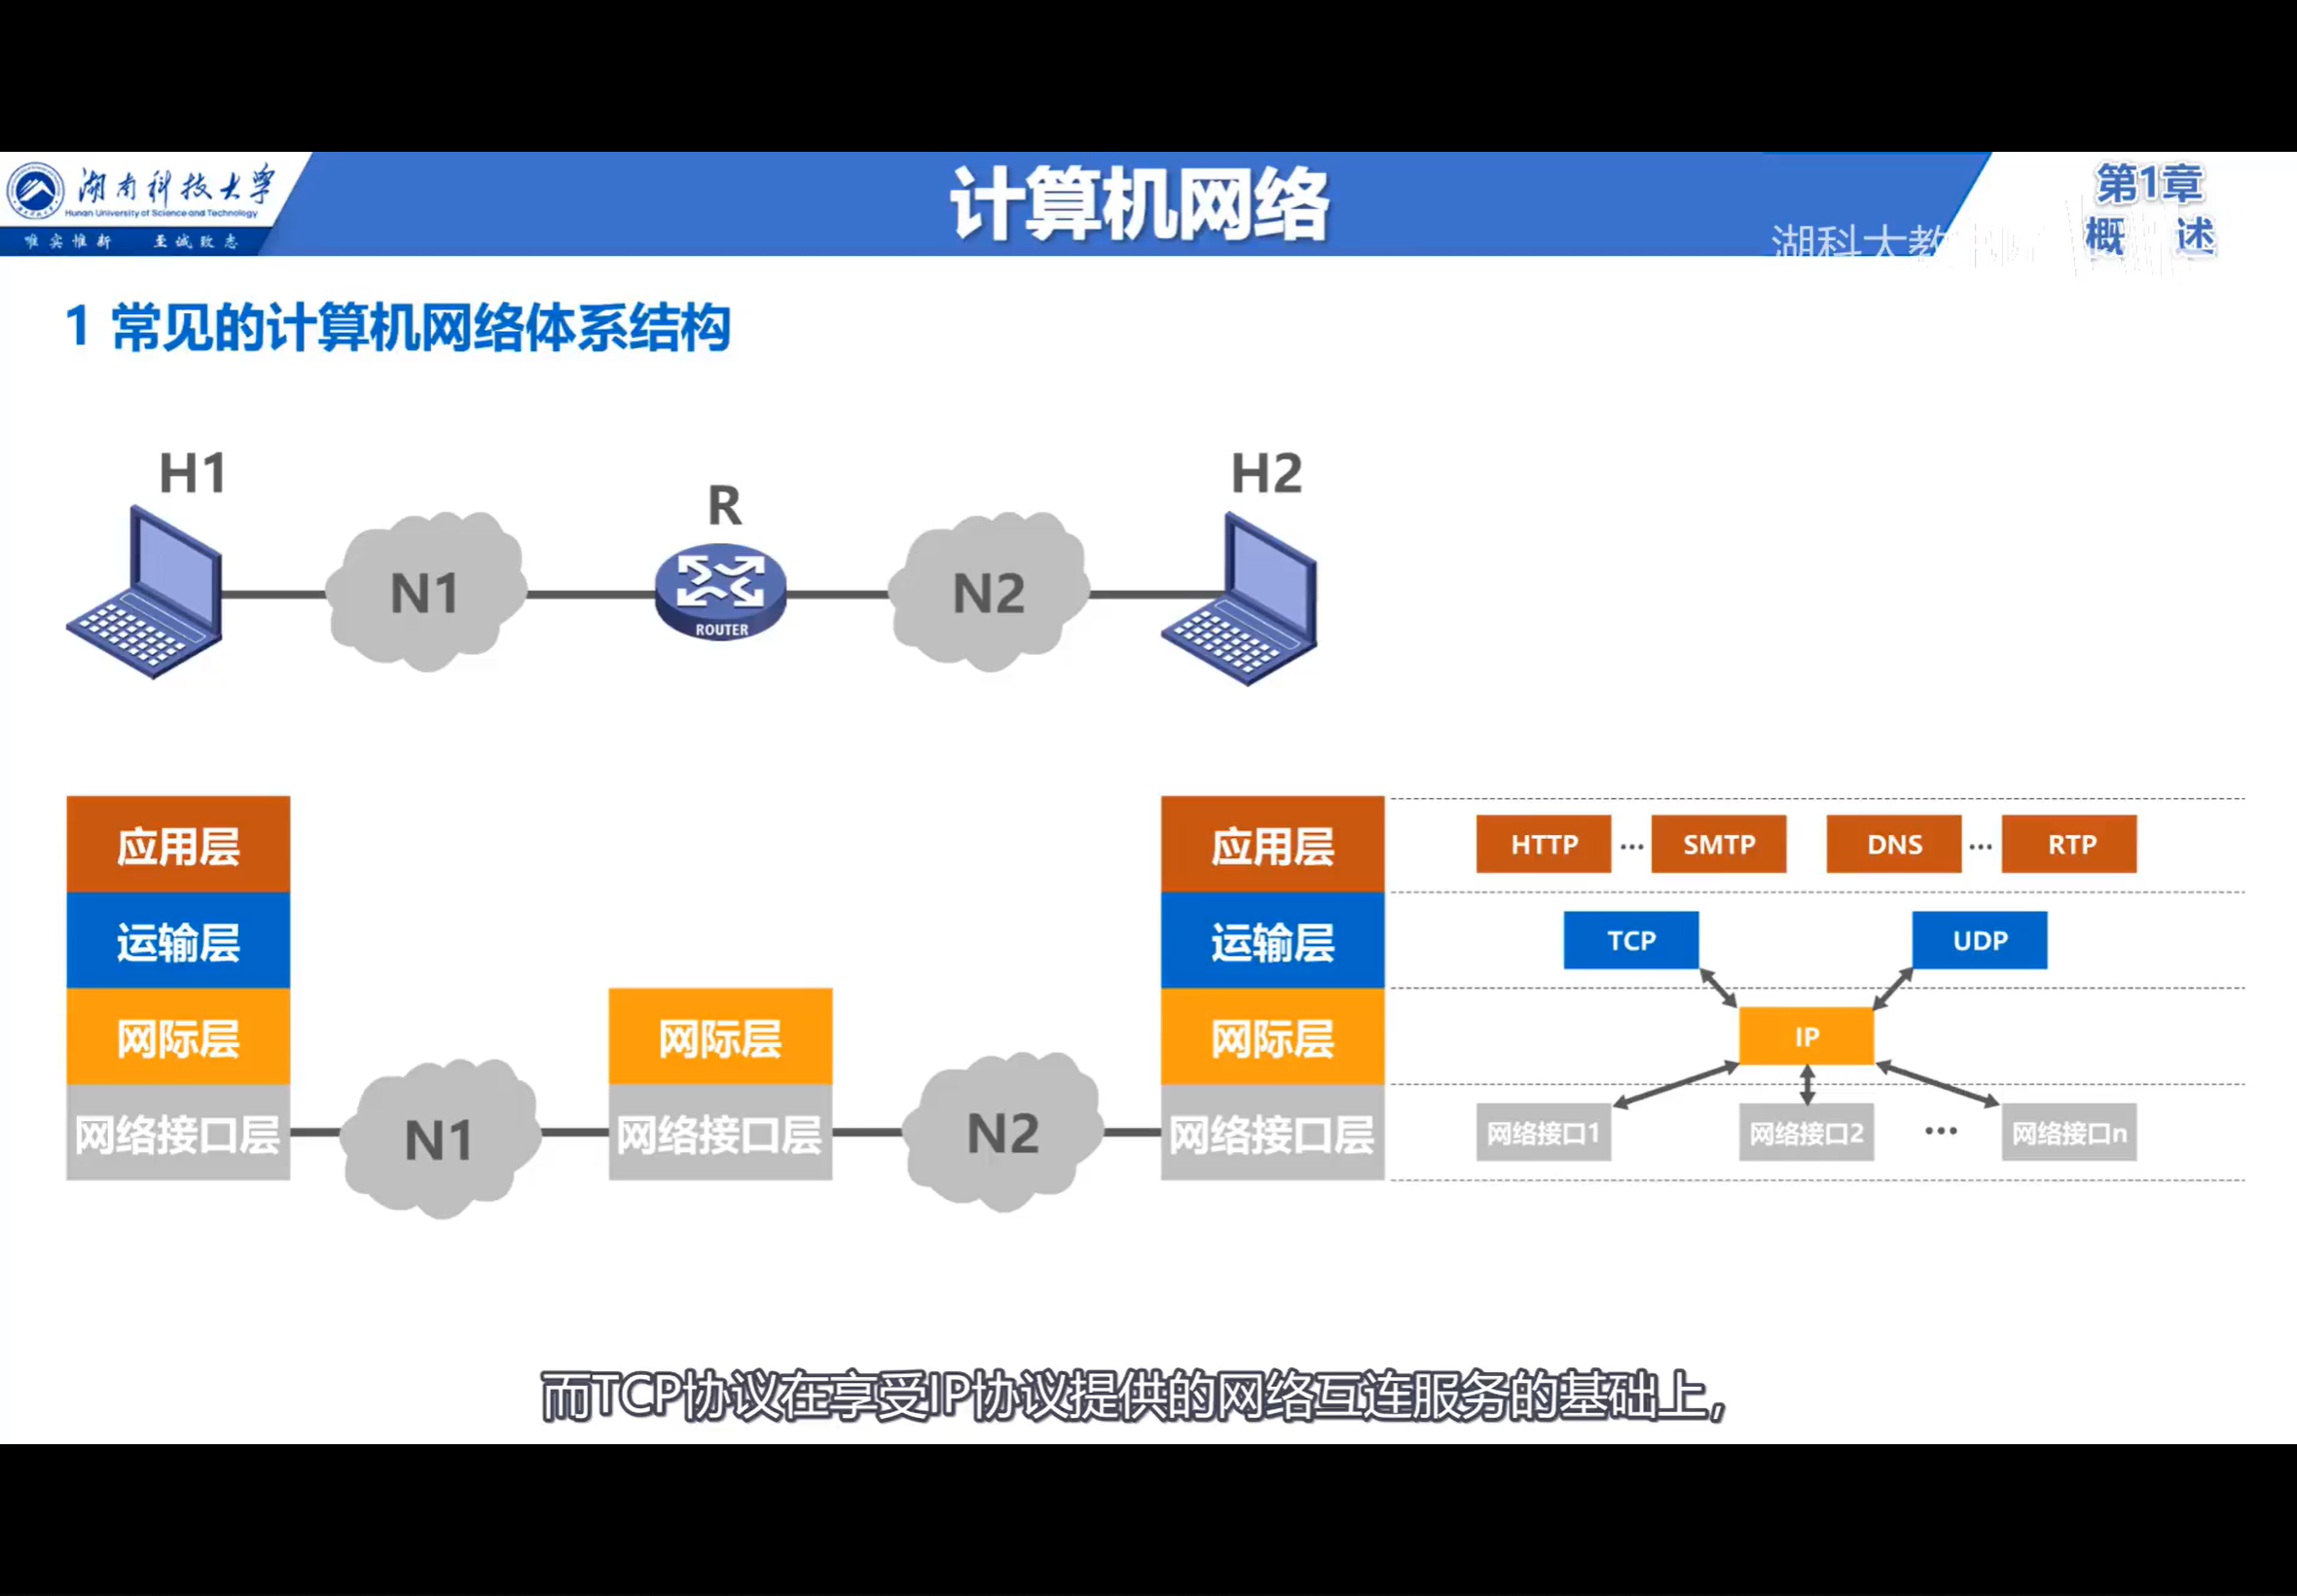 湖南科技大学
Hunan University of Science and Technology
唯实惟新 至诚致志
计算机网络
第1章
概 述
湖科大教
1 常见的计算机网络体系结构
H1
R
H2
N1
ROUTER
N2
应用层
运输层
网际层
网络接口层
N1
网际层
网络接口层
N2
应用层
运输层
网际层
网络接口层
HTTP ... SMTP DNS ... RTP
TCP UDP
IP
网络接口1 网络接口2 ... 网络接口n
而TCP协议在享受IP协议提供的网络互连服务的基础上，